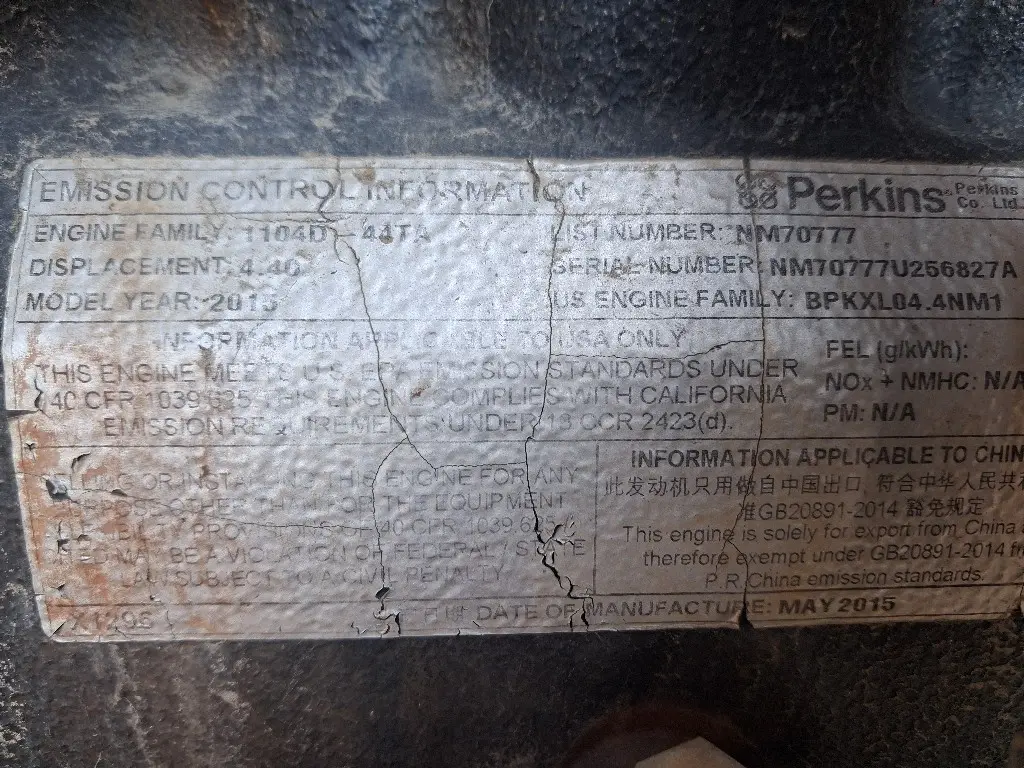 EMISSION CONTROL INFORMATION
Perkins
Perkins Co. Ltd
ENGINE FAMILY: 1104D - 44TA
LIST NUMBER: NM70777
DISPLACEMENT: 4.40
SERIAL NUMBER: NM70777U256827A
MODEL YEAR: 2015
US ENGINE FAMILY: BPKXL04.4NM1
INFORMATION APPLICABLE TO USA ONLY
THIS ENGINE MEETS U.S. EPA EMISSION STANDARDS UNDER
40 CFR 1039.625. THIS ENGINE COMPLIES WITH CALIFORNIA
EMISSION REQUIREMENTS UNDER 13 CCR 2423(d).
FEL (g/kWh):
NOx + NMHC: N/A
PM: N/A
SELLING OR INSTALLING THIS ENGINE FOR ANY
PURPOSE OTHER THAN FOR THE EQUIPMENT
FLEXIBILITY PROVISIONS OF 40 CFR 1039.625
MAY BE A VIOLATION OF FEDERAL / STATE
LAW SUBJECT TO A CIVIL PENALTY
INFORMATION APPLICABLE TO
此发动机只用做自中国出口, 符合中华人民共
准GB20891-2014 豁免规定
This engine is solely for export from China
therefore exempt under GB20891-2014
P.R.China emission standards.
DATE OF MANUFACTURE: MAY 2015